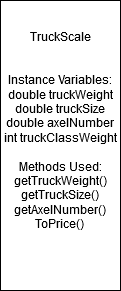 TruckScale
Instance Variables:
double truckWeight
double truckSize
double axelNumber
int truckClassWeight
Methods Used:
getTruckWeight()
getTruckSize()
getAxelNumber()
ToPrice()